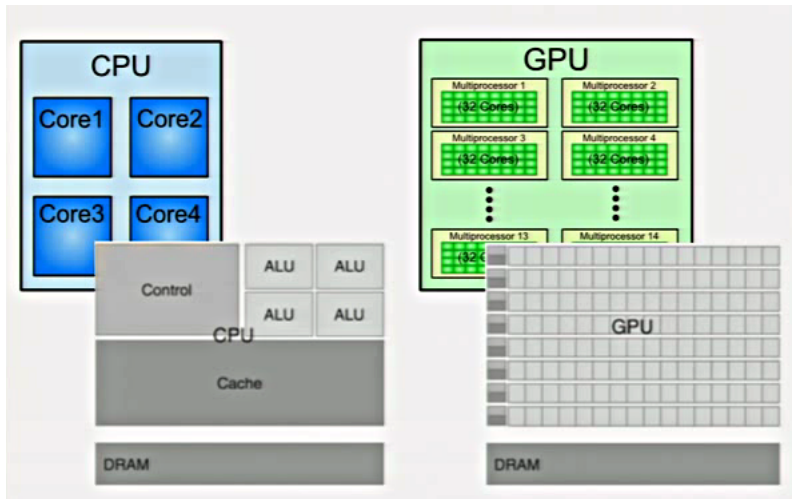 CPU
Core1 Core2
Core3 Core4
Control
ALU ALU
ALU ALU
CPU
Cache
DRAM
GPU
Multiprocessor 1 Multiprocessor 2
(32 Cores) (32 Cores)
Multiprocessor 3 Multiprocessor 4
(32 Cores) (32 Cores)
Multiprocessor 13 Multiprocessor 14
(32
GPU
DRAM